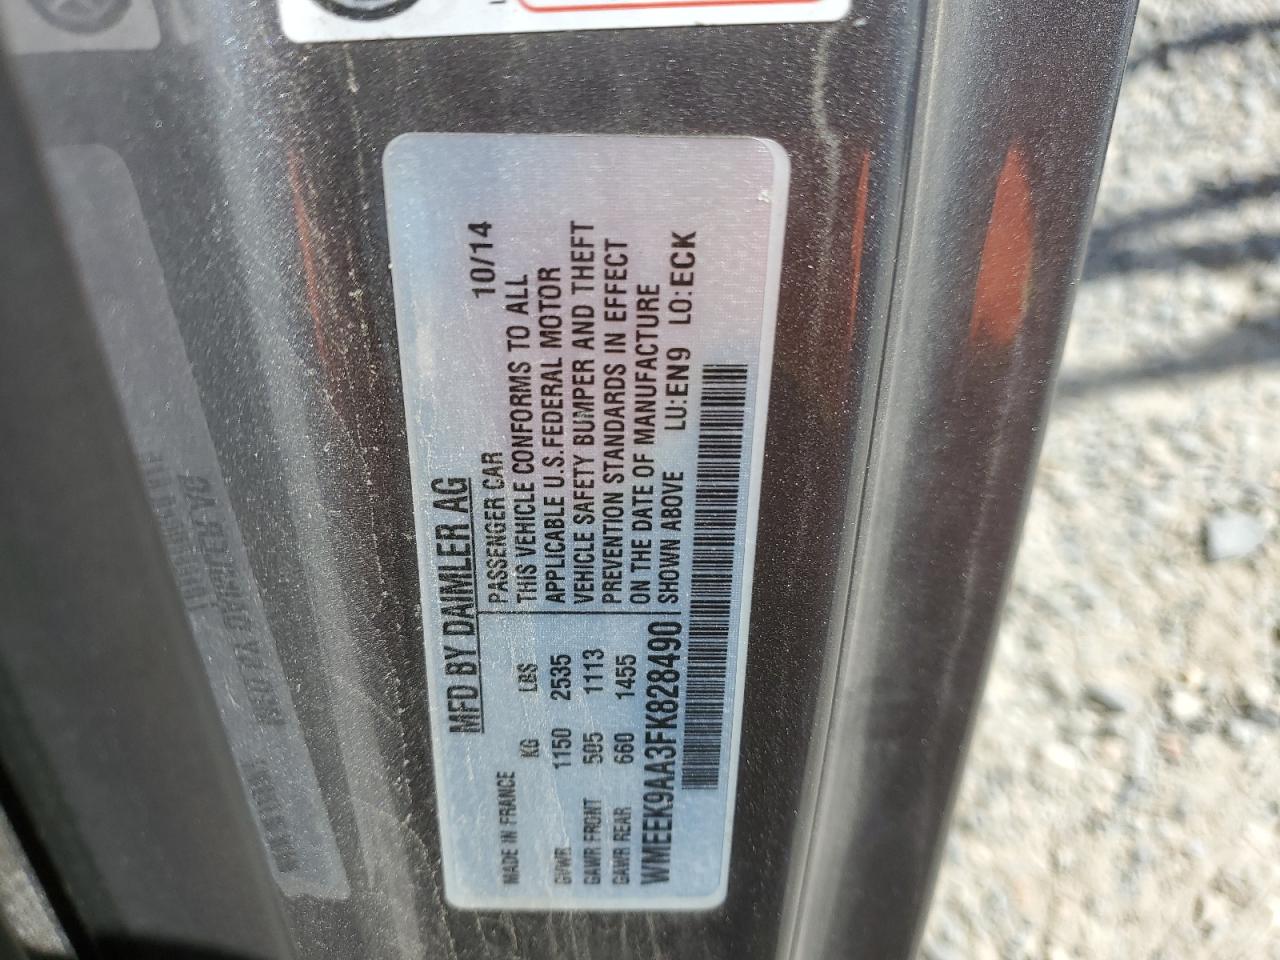 MFD BY DAIMLER AG
MADE IN FRANCE
KG LBS
GVWR 1150 2535
GAWR FRONT 505 1113
GAWR REAR 660 1455
PASSENGER CAR 10/14
THIS VEHICLE CONFORMS TO ALL
APPLICABLE U.S.FEDERAL MOTOR
VEHICLE SAFETY BUMPER AND THEFT
PREVENTION STANDARDS IN EFFECT
ON THE DATE OF MANUFACTURE
SHOWN ABOVE LU:EN9 LO:ECK
WMEEK9AA3FK828490